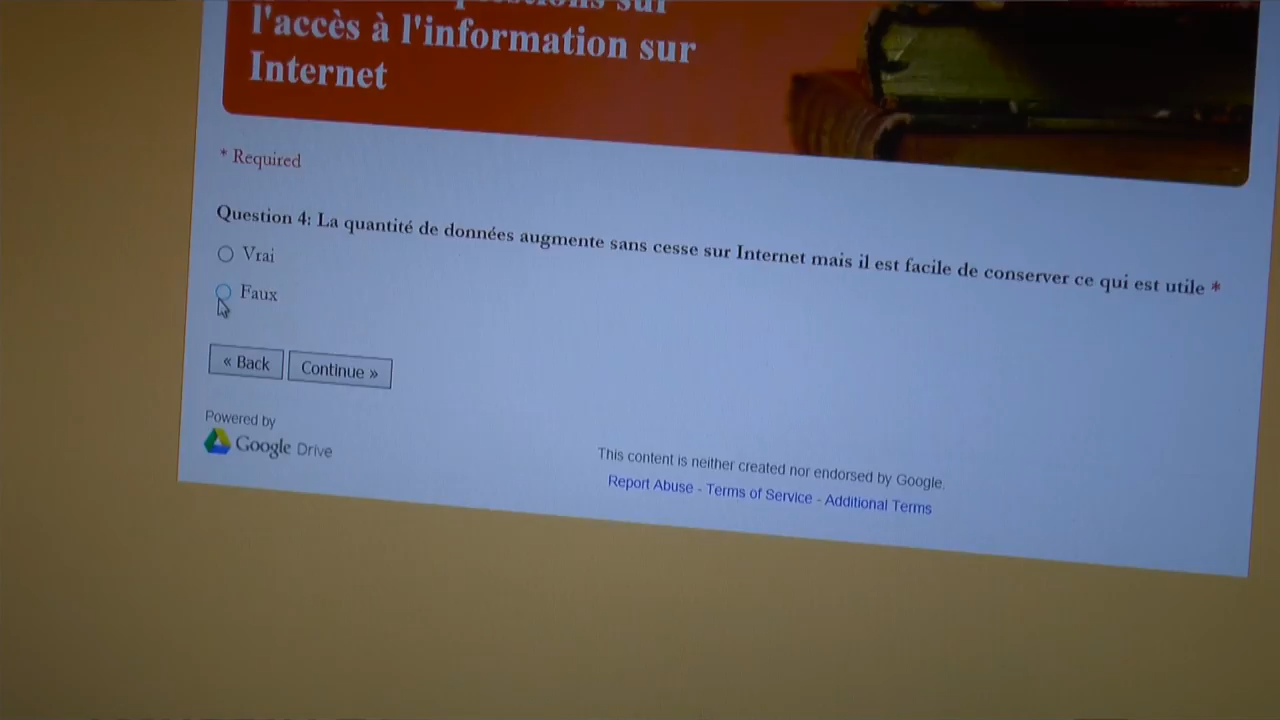 questions sur
l'accès à l'information sur
Internet
* Required
Question 4: La quantité de données augmente sans cesse sur Internet mais il est facile de conserver ce qui est utile *
Vrai
Faux
« Back
Continue »
Powered by
Google Drive
This content is neither created nor endorsed by Google.
Report Abuse - Terms of Service - Additional Terms